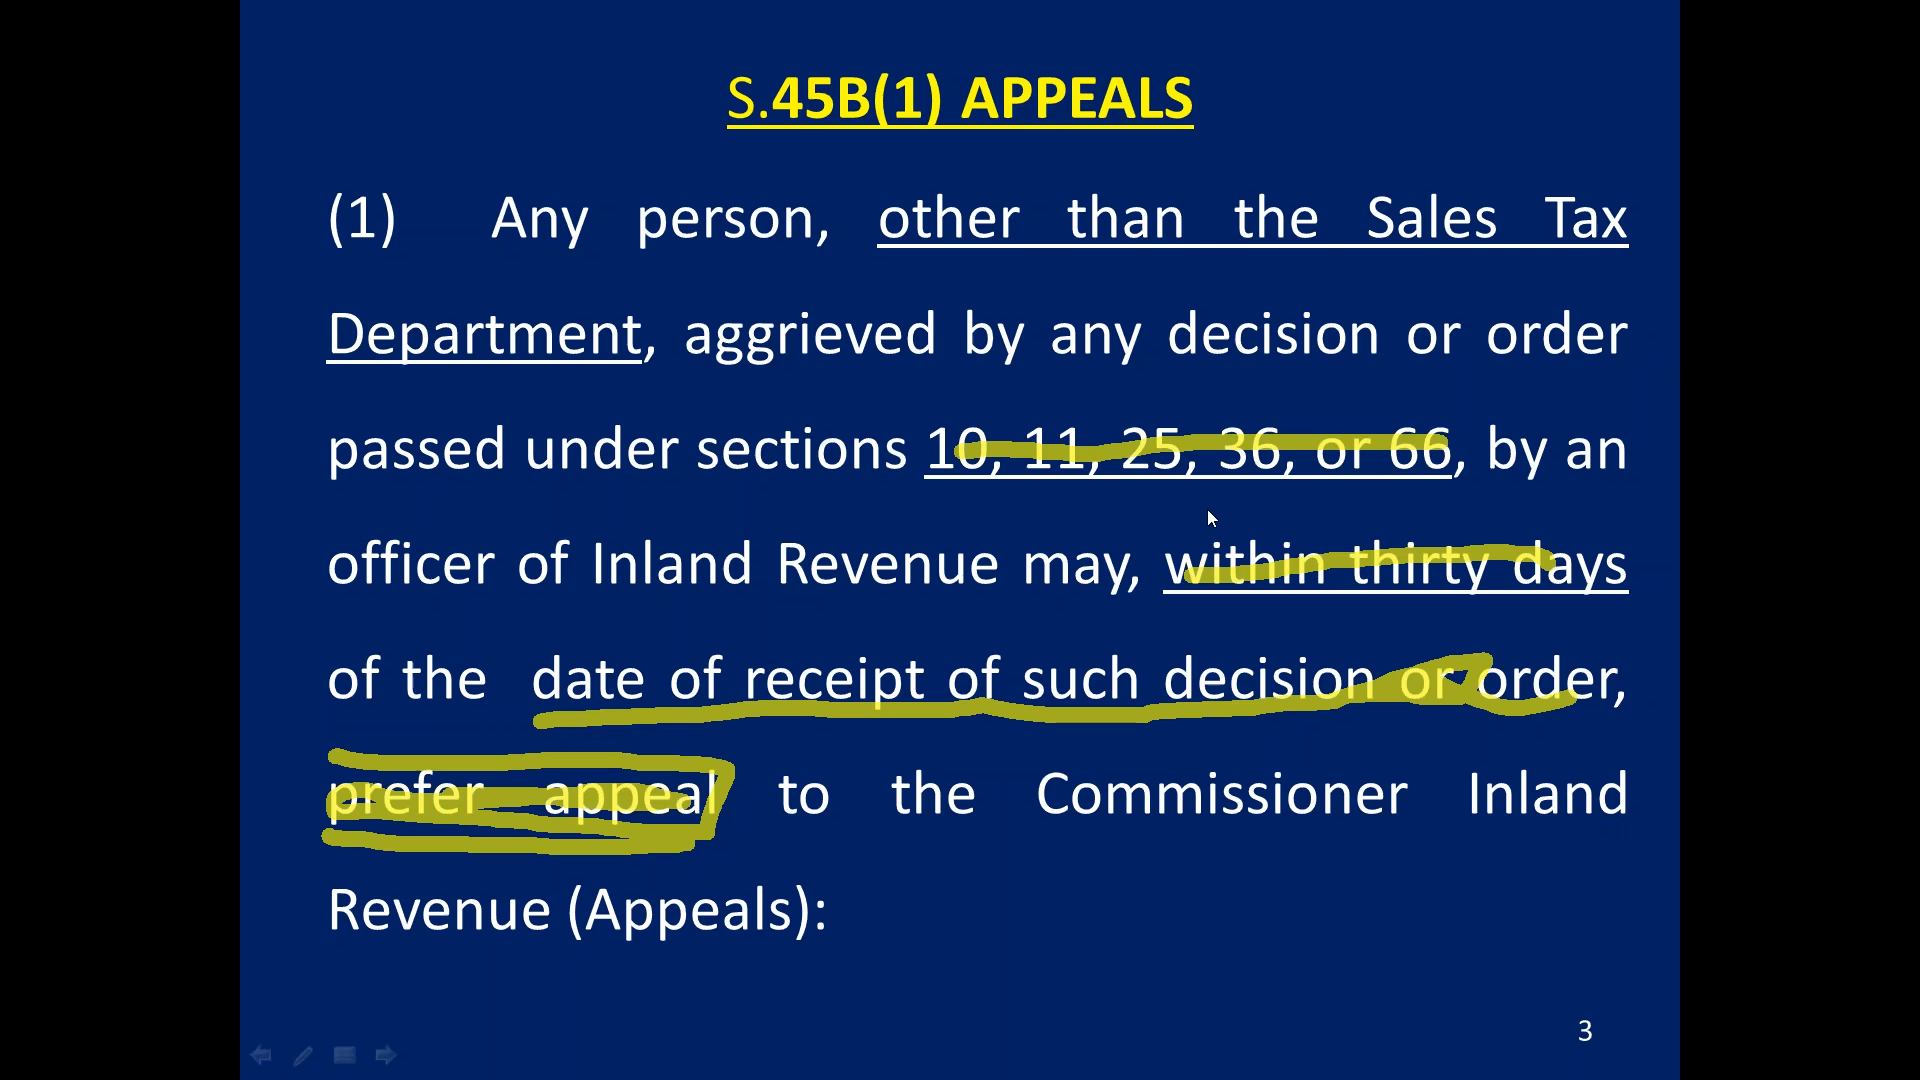 S.45B(1) APPEALS
(1) Any person, other than the Sales Tax
Department, aggrieved by any decision or order
passed under sections 10, 11, 25, 36, or 66, by an
officer of Inland Revenue may, within thirty days
of the date of receipt of such decision or order,
prefer appeal to the Commissioner Inland
Revenue (Appeals):
3